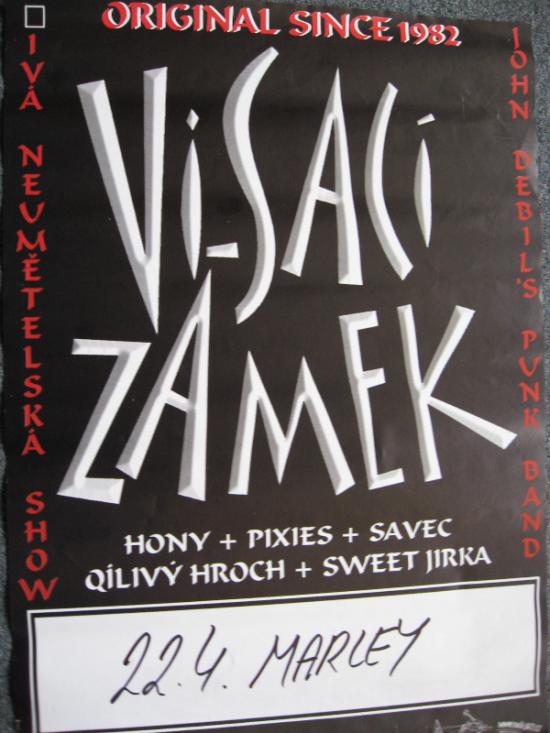 ORIGINAL SINCE 1982
VISACÍ
ZÁMEK
IVÁ NEUMĚTELSKÁ SHOW
JOHN DEBIL'S PUNK BAND
HONY + PIXIES + SAVEC
QÍLIVÝ HROCH + SWEET JIRKA
22.4. MARLEY